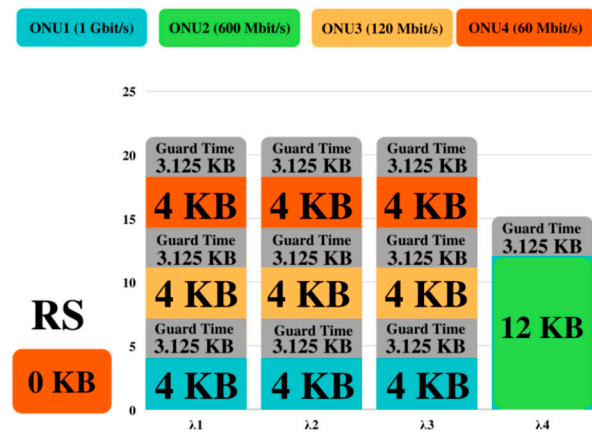 ONU1 (1 Gbit/s) ONU2 (600 Mbit/s) ONU3 (120 Mbit/s) ONU4 (60 Mbit/s)
25
20
15
10
5
0
RS
0 KB
Guard Time
3.125 KB
4 KB
Guard Time
3.125 KB
4 KB
Guard Time
3.125 KB
4 KB
λ1
Guard Time
3.125 KB
4 KB
Guard Time
3.125 KB
4 KB
Guard Time
3.125 KB
4 KB
λ2
Guard Time
3.125 KB
4 KB
Guard Time
3.125 KB
4 KB
Guard Time
3.125 KB
4 KB
λ3
Guard Time
3.125 KB
12 KB
λ4